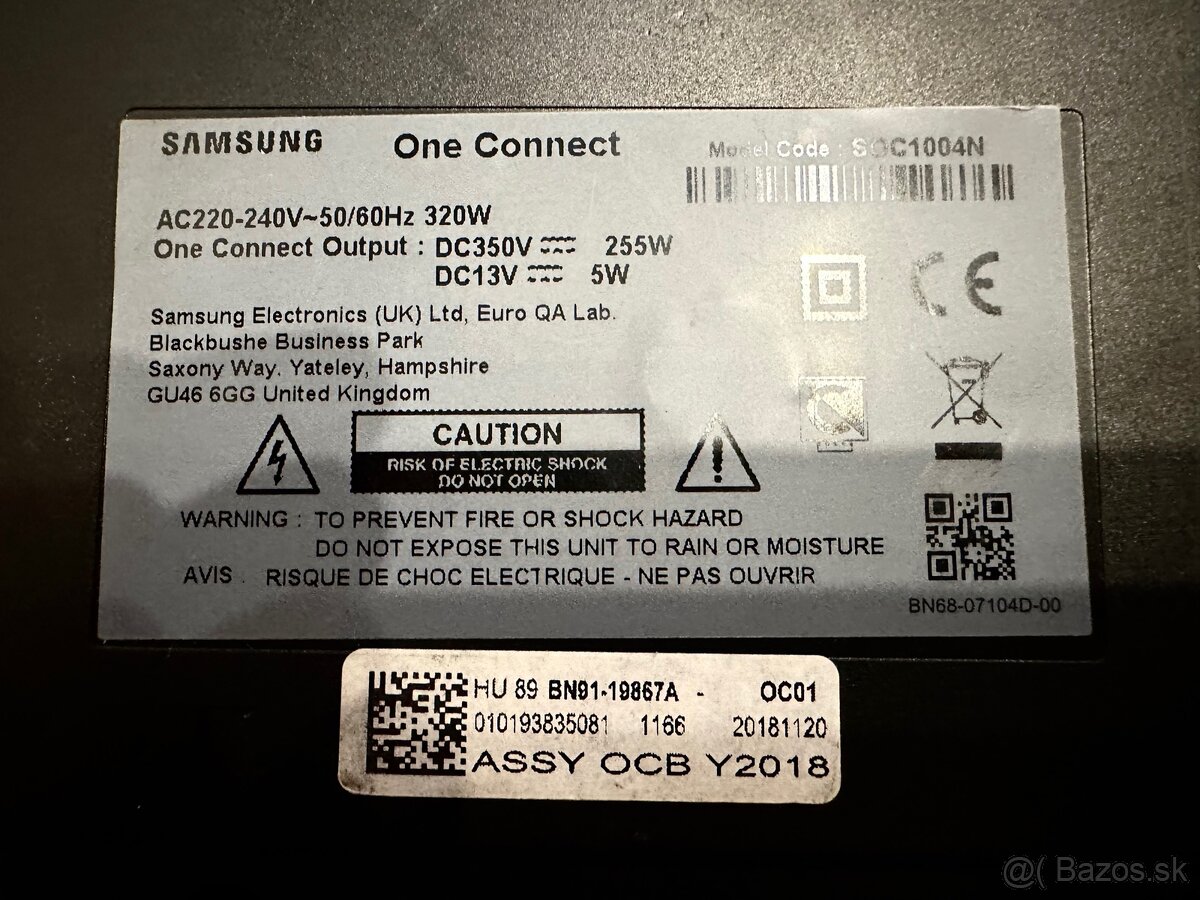 SAMSUNG One Connect Model Code : SOC1004N
AC220-240V~50/60Hz 320W
One Connect Output : DC350V 255W
DC13V 5W
Samsung Electronics (UK) Ltd, Euro QA Lab.
Blackbushe Business Park
Saxony Way. Yateley, Hampshire
GU46 6GG United Kingdom
CE
CAUTION
RISK OF ELECTRIC SHOCK
DO NOT OPEN
WARNING : TO PREVENT FIRE OR SHOCK HAZARD
DO NOT EXPOSE THIS UNIT TO RAIN OR MOISTURE
AVIS : RISQUE DE CHOC ELECTRIQUE - NE PAS OUVRIR
BN68-07104D-00
HU 89 BN91-19867A - OC01
010193835081 1166 20181120
ASSY OCB Y2018
@( Bazos.sk